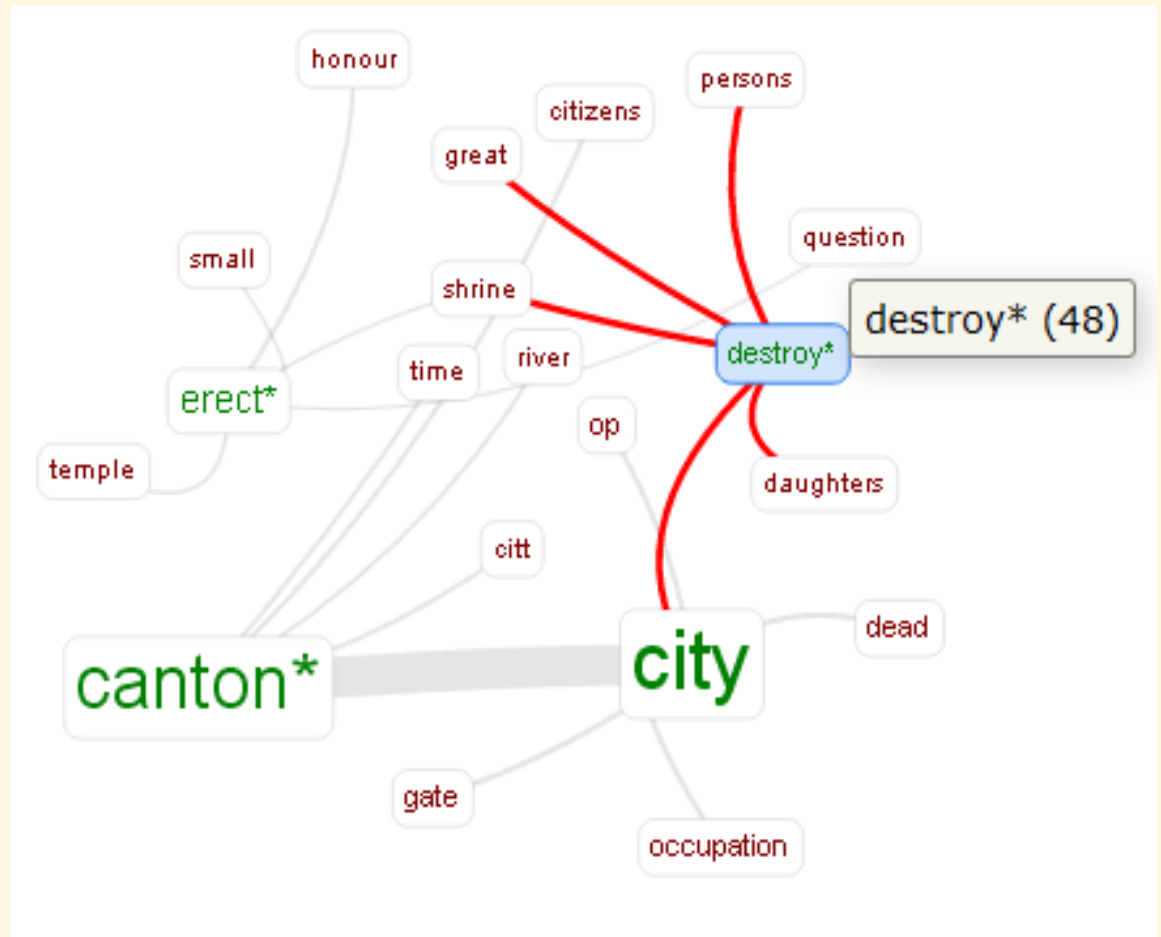 honour
persons
citizens
great
question
small
shrine
destroy* (48)
destroy*
river
time
erect*
op
temple
daughters
citt
dead
city
canton*
gate
occupation